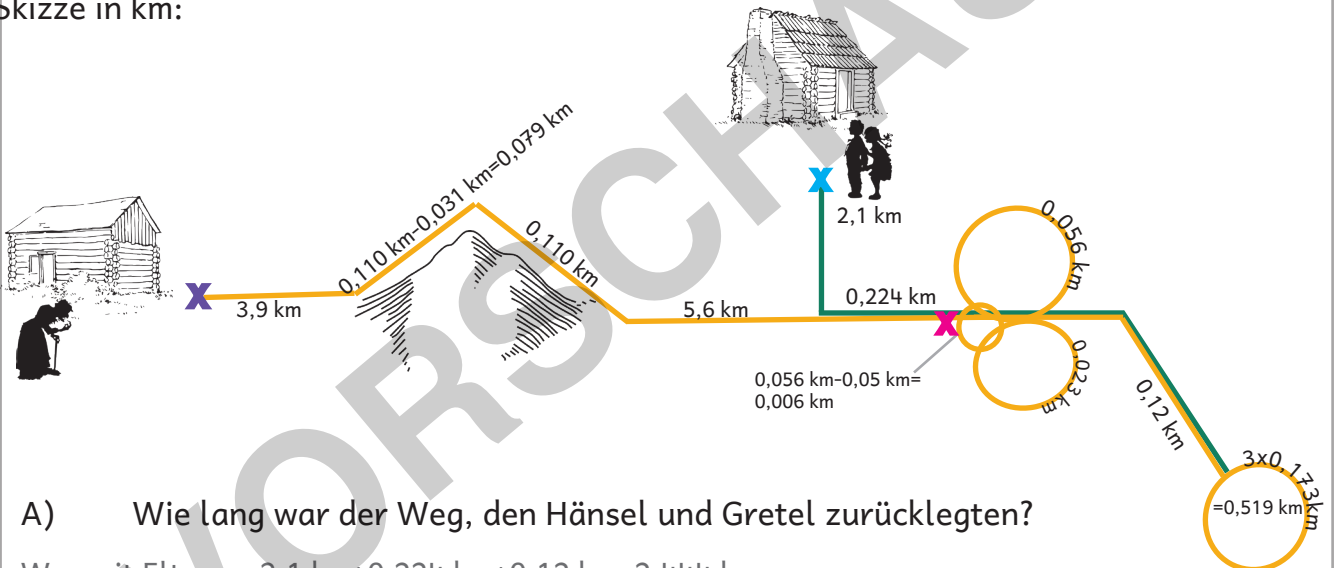 Skizze in km:
0,110 km-0,031 km=0,079 km
0,110 km
3,9 km
5,6 km
2,1 km
0,224 km
0,056 km
0,023 km
0,056 km-0,05 km=
0,006 km
0,12 km
3x0,173km
=0,519 km
A) Wie lang war der Weg, den Hänsel und Gretel zurücklegten?
VORSCHAU